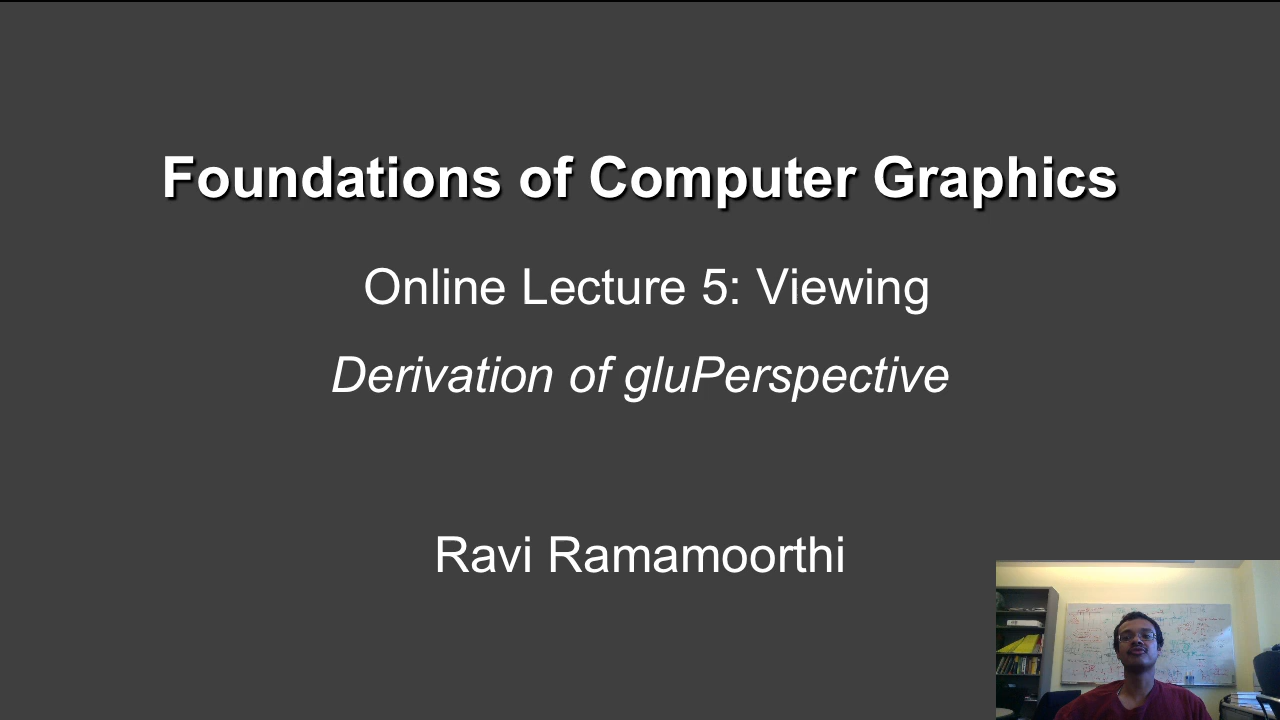 Foundations of Computer Graphics
Online Lecture 5: Viewing
Derivation of gluPerspective
Ravi Ramamoorthi